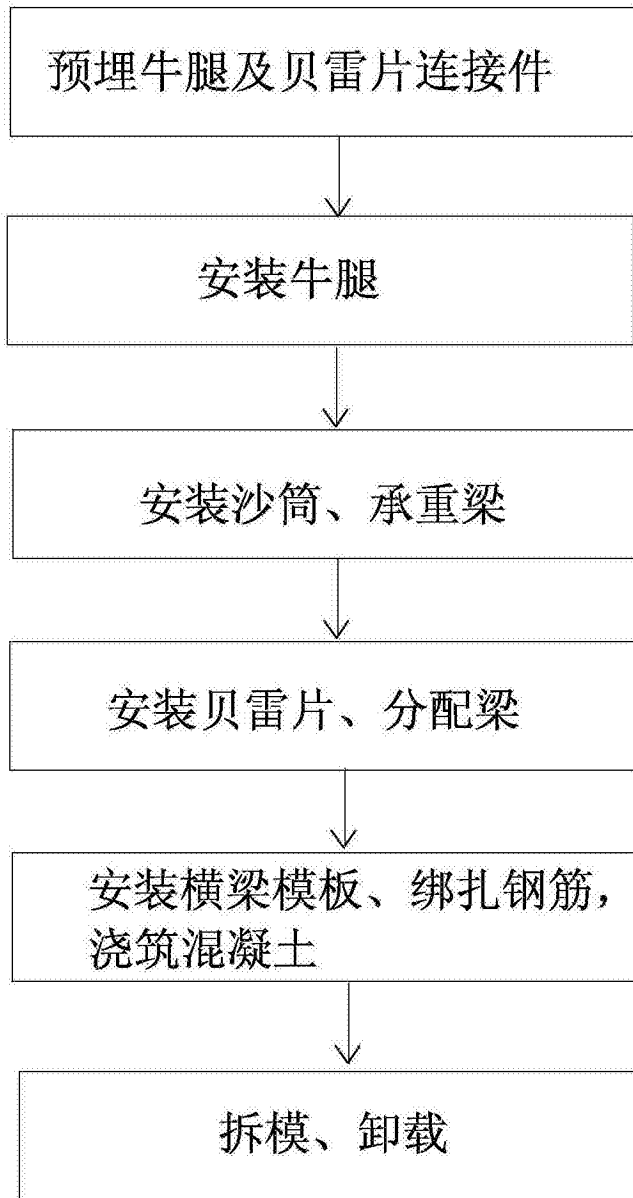 预埋牛腿及贝雷片连接件
安装牛腿
安装沙筒、承重梁
安装贝雷片、分配梁
安装横梁模板、绑扎钢筋，
浇筑混凝土
拆模、卸载